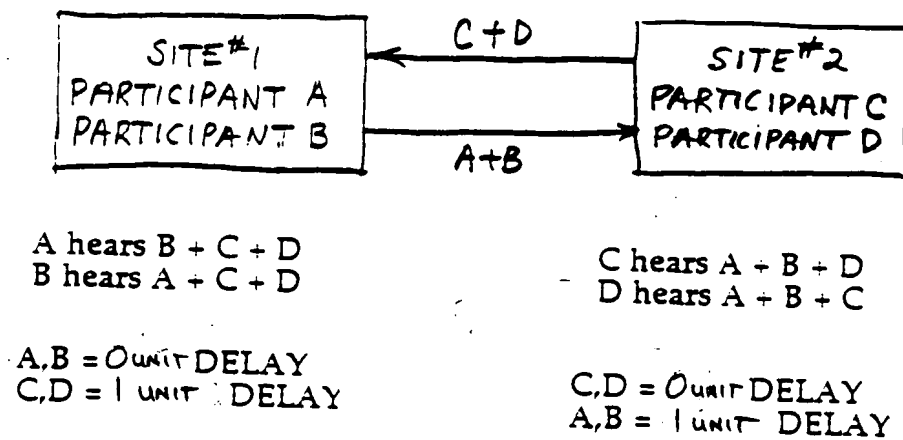 C+D
SITE #1
PARTICIPANT A
PARTICIPANT B
SITE #2
PARTICIPANT C
PARTICIPANT D
A+B
A hears B + C + D
B hears A + C + D
C hears A + B + D
D hears A + B + C
A,B = 0 UNIT DELAY
C,D = 1 UNIT DELAY
C,D = 0 UNIT DELAY
A,B = 1 UNIT DELAY